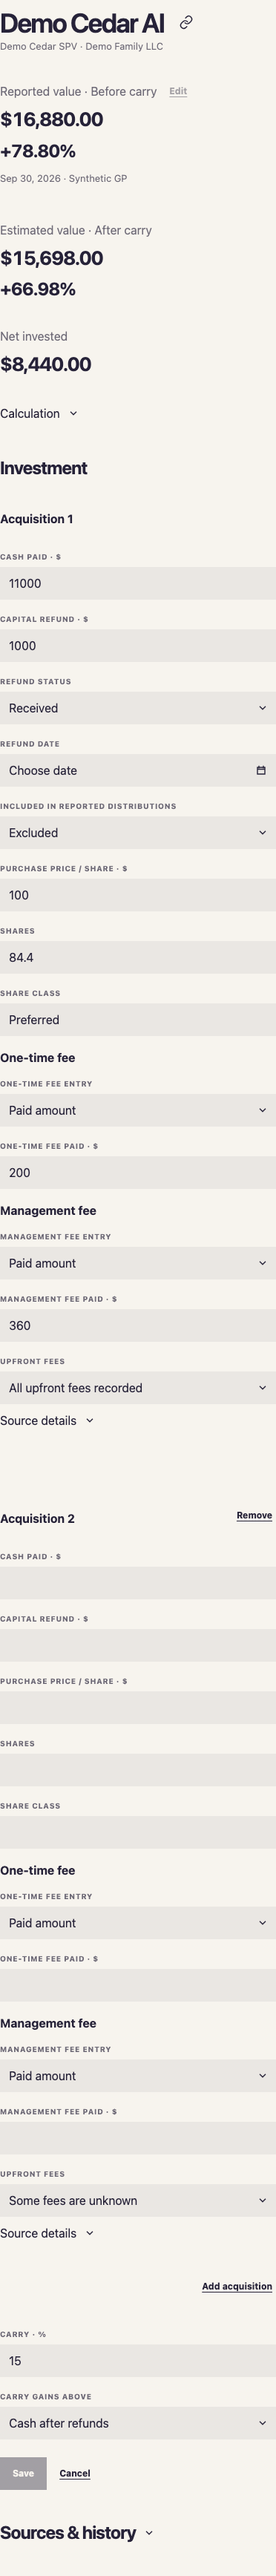 Demo Cedar AI
Demo Cedar SPV · Demo Family LLC
Reported value · Before carry Edit
$16,880.00
+78.80%
Sep 30, 2026 · Synthetic GP
Estimated value · After carry
$15,698.00
+66.98%
Net invested
$8,440.00
Calculation
Investment
Acquisition 1
CASH PAID · $
11000
CAPITAL REFUND · $
1000
REFUND STATUS
Received
REFUND DATE
Choose date
INCLUDED IN REPORTED DISTRIBUTIONS
Excluded
PURCHASE PRICE / SHARE · $
100
SHARES
84.4
SHARE CLASS
Preferred
One-time fee
ONE-TIME FEE ENTRY
Paid amount
ONE-TIME FEE PAID · $
200
Management fee
MANAGEMENT FEE ENTRY
Paid amount
MANAGEMENT FEE PAID · $
360
UPFRONT FEES
All upfront fees recorded
Source details
Acquisition 2 Remove
CASH PAID · $
CAPITAL REFUND · $
PURCHASE PRICE / SHARE · $
SHARES
SHARE CLASS
One-time fee
ONE-TIME FEE ENTRY
Paid amount
ONE-TIME FEE PAID · $
Management fee
MANAGEMENT FEE ENTRY
Paid amount
MANAGEMENT FEE PAID · $
UPFRONT FEES
Some fees are unknown
Source details
Add acquisition
CARRY · %
15
CARRY GAINS ABOVE
Cash after refunds
Save Cancel
Sources & history